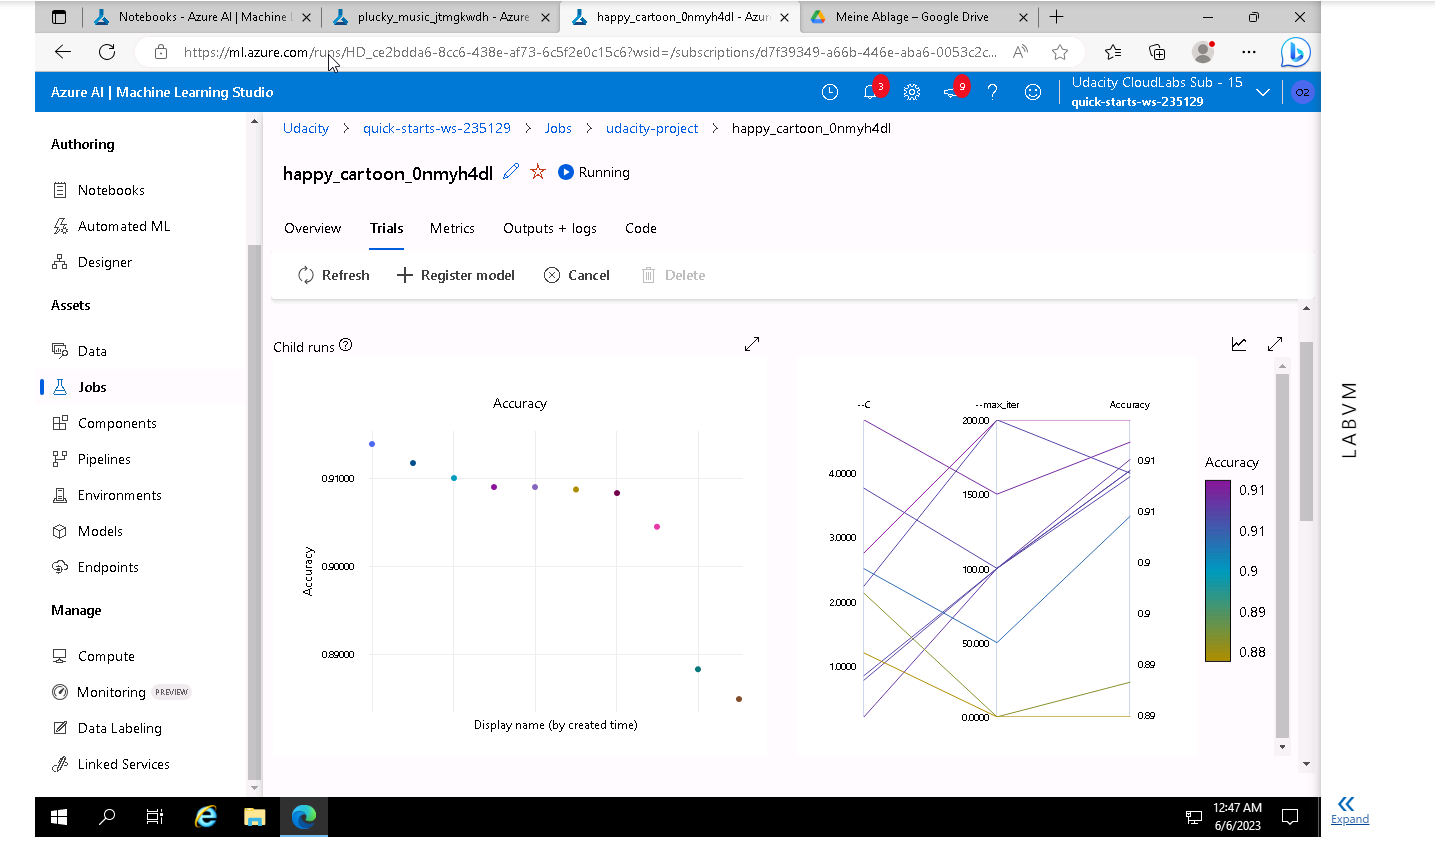 Notebooks - Azure AI | Machine L
plucky_music_jtmgkwdh - Azure
happy_cartoon_0nmyh4dl - Azur
Meine Ablage – Google Drive
https://ml.azure.com/runs/HD_ce2bdda6-8cc6-438e-af73-6c5f2e0c15c6?wsid=/subscriptions/d7f39349-a66b-446e-aba6-0053c2c...
Azure AI | Machine Learning Studio
3
9
Udacity CloudLabs Sub - 15
quick-starts-ws-235129
O2
Udacity > quick-starts-ws-235129 > Jobs > udacity-project > happy_cartoon_0nmyh4dl
happy_cartoon_0nmyh4dl
Running
Overview Trials Metrics Outputs + logs Code
Refresh Register model Cancel Delete
Authoring
Notebooks
Automated ML
Designer
Assets
Data
Jobs
Components
Pipelines
Environments
Models
Endpoints
Manage
Compute
Monitoring PREVIEW
Data Labeling
Linked Services
Child runs
Accuracy
0.91000
0.90000
0.89000
Accuracy
Display name (by created time)
--C
4.0000
3.0000
2.0000
1.0000
--max_iter
200.00
150.00
100.00
50.000
0.0000
Accuracy
0.91
0.91
0.9
0.9
0.89
0.89
Accuracy
0.91
0.91
0.9
0.89
0.88
LABVM
12:47 AM
6/6/2023
Expand